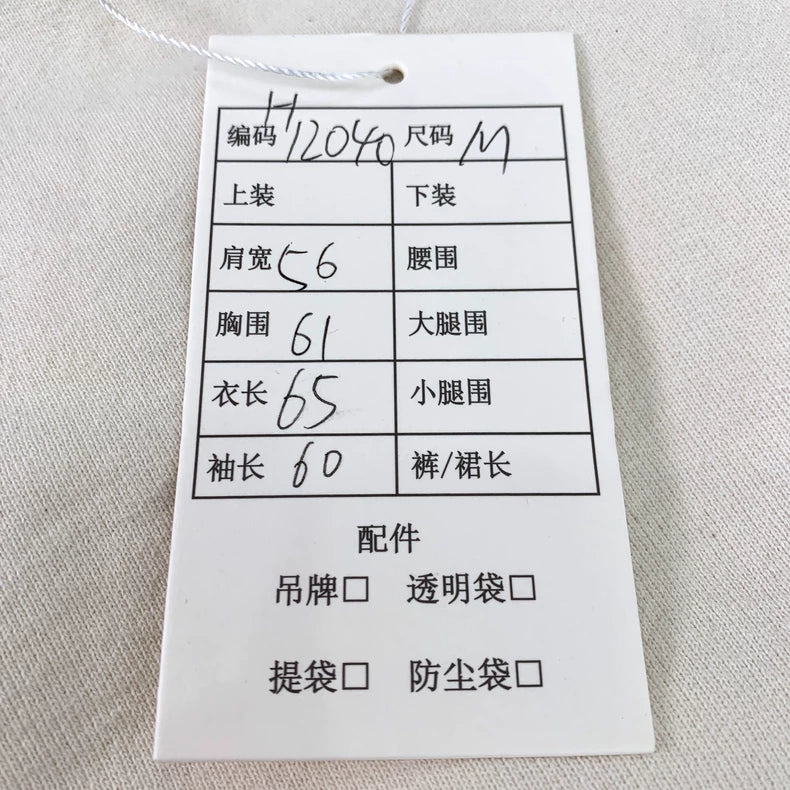 编码 H12040 尺码 M
上装 下装
肩宽 56 腰围
胸围 61 大腿围
衣长 65 小腿围
袖长 60 裤/裙长
配件
吊牌□ 透明袋□
提袋□ 防尘袋□